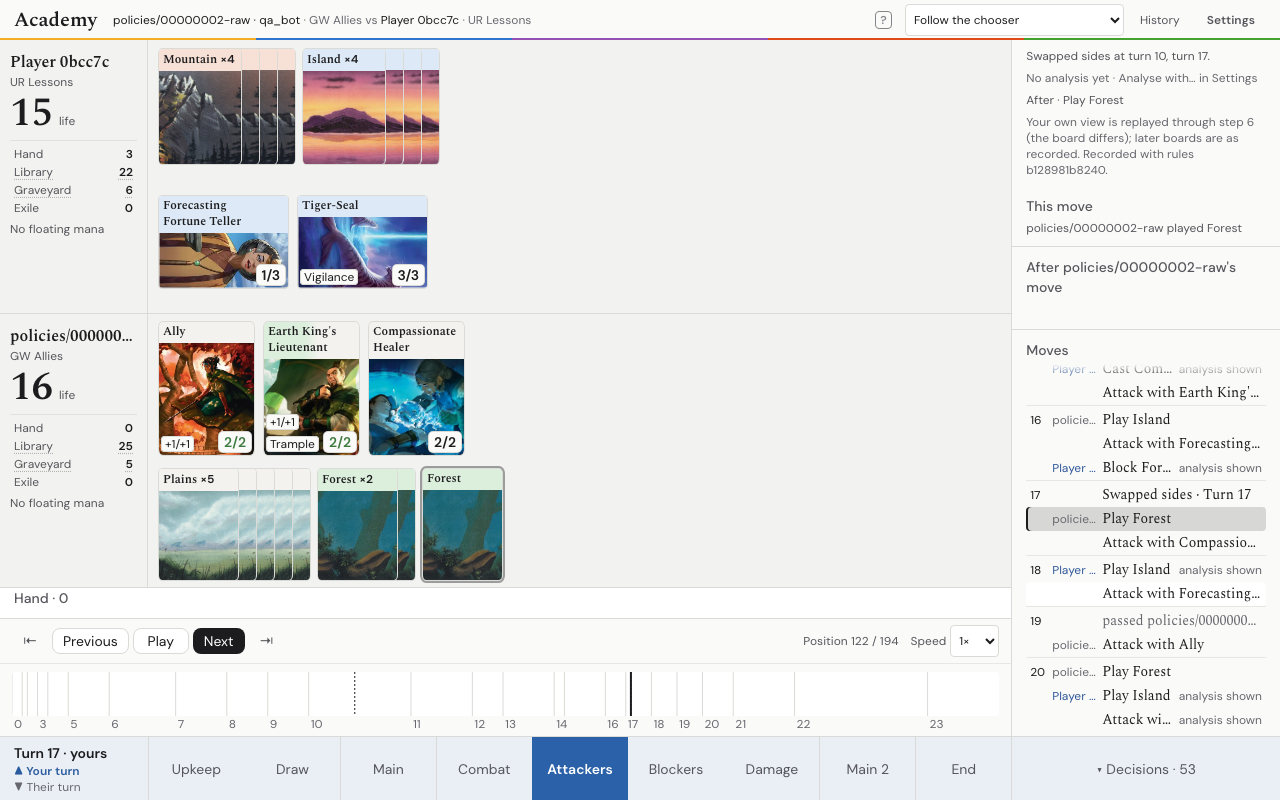 Academy
policies/00000002-raw · qa_bot · GW Allies vs Player 0bcc7c · UR Lessons
?
Follow the chooser
History
Settings
Player 0bcc7c
UR Lessons
15 life
Hand 3
Library 22
Graveyard 6
Exile 0
No floating mana
Mountain ×4
Island ×4
Forecasting
Fortune Teller
1/3
Tiger-Seal
Vigilance
3/3
policies/000000...
GW Allies
16 life
Hand 0
Library 25
Graveyard 5
Exile 0
No floating mana
Ally
+1/+1
2/2
Earth King's
Lieutenant
+1/+1
Trample
2/2
Compassionate
Healer
2/2
Plains ×5
Forest ×2
Forest
Hand · 0
Previous
Play
Next
Position 122 / 194
Speed
1×
0 3 5 6 7 8 9 10 11 12 13 14 16 17 18 19 20 21 22 23
Turn 17 · yours
▲ Your turn
▼ Their turn
Upkeep
Draw
Main
Combat
Attackers
Blockers
Damage
Main 2
End
▾ Decisions · 53
Swapped sides at turn 10, turn 17.
No analysis yet · Analyse with… in Settings
After · Play Forest
Your own view is replayed through step 6
(the board differs); later boards are as
recorded. Recorded with rules
b128981b8240.
This move
policies/00000002-raw played Forest
After policies/00000002-raw's
move
Moves
Player ... Cast Com... analysis shown
Attack with Earth King'...
16 policie... Play Island
Attack with Forecasting...
Player ... Block For... analysis shown
17 Swapped sides · Turn 17
policie... Play Forest
Attack with Compassio...
18 Player ... Play Island analysis shown
Attack with Forecasting...
19 passed policies/0000000...
policie... Attack with Ally
20 policie... Play Forest
Player ... Play Island analysis shown
Attack wi... analysis shown